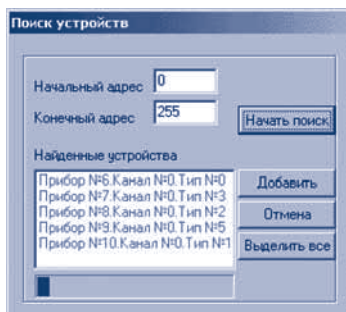 Поиск устройств
Начальный адрес 0
Конечный адрес 255
Начать поиск
Найденные устройства
Прибор №6.Канал №0.Тип №0
Прибор №7.Канал №0.Тип №3
Прибор №8.Канал №0.Тип №2
Прибор №9.Канал №0.Тип №5
Прибор №10.Канал №0.Тип №1
Добавить
Отмена
Выделить все